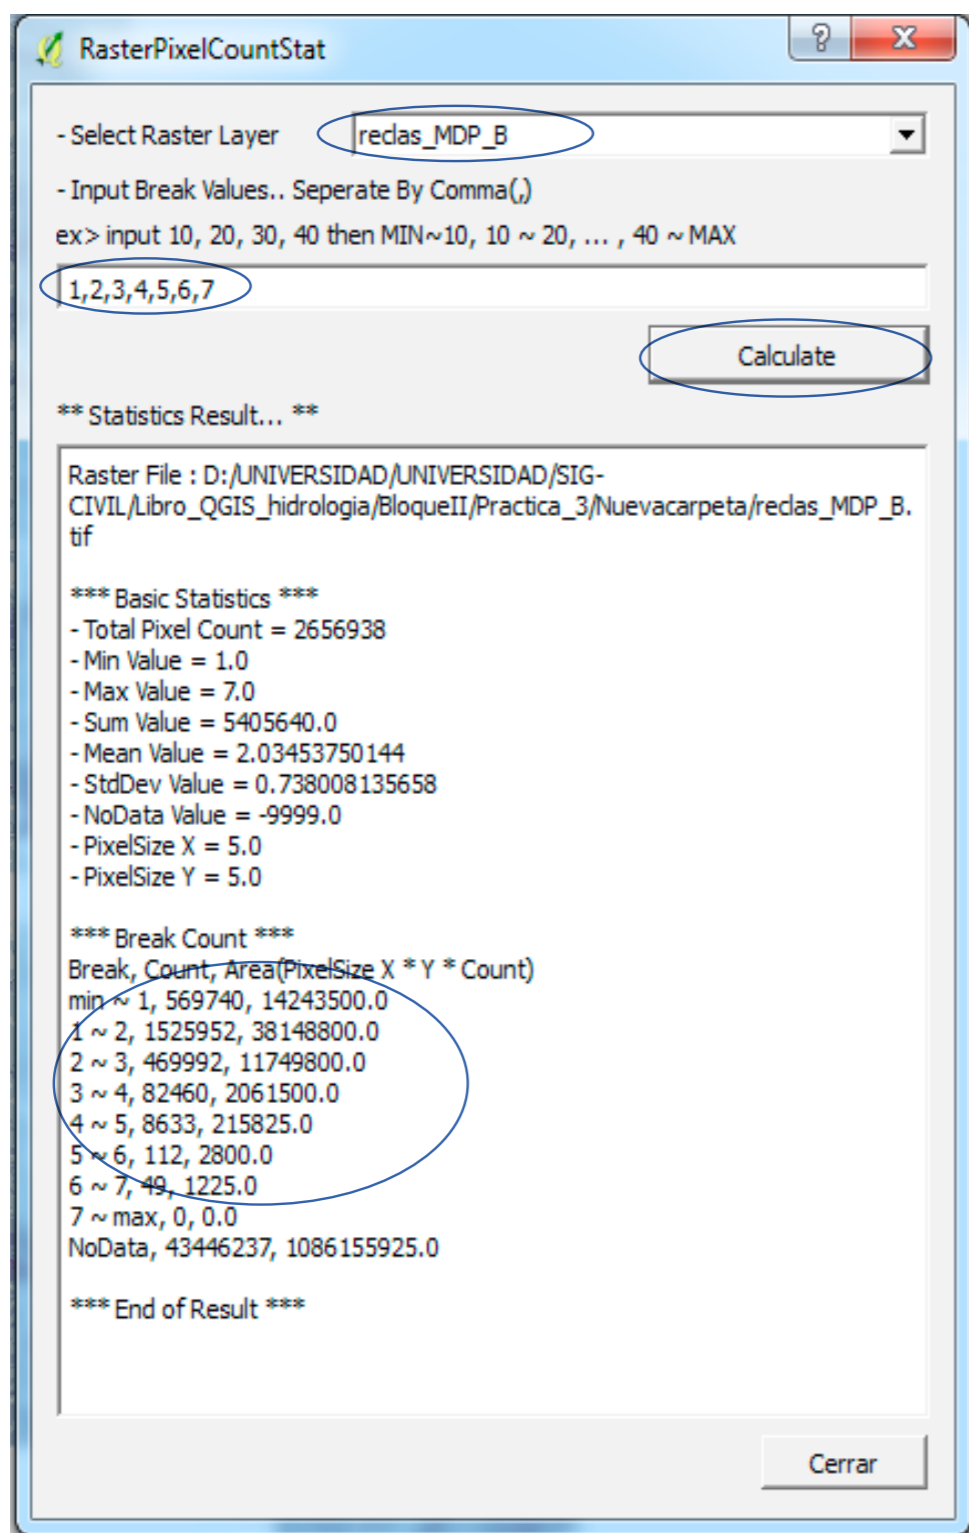 RasterPixelCountStat
- Select Raster Layer reclas_MDP_B
- Input Break Values.. Seperate By Comma(,)
ex> input 10, 20, 30, 40 then MIN~10, 10 ~ 20, ... , 40 ~ MAX
1,2,3,4,5,6,7
Calculate
** Statistics Result... **
Raster File : D:/UNIVERSIDAD/UNIVERSIDAD/SIG-
CIVIL/Libro_QGIS_hidrologia/BloqueII/Practica_3/Nuevacarpeta/reclas_MDP_B.
tif
*** Basic Statistics ***
- Total Pixel Count = 2656938
- Min Value = 1.0
- Max Value = 7.0
- Sum Value = 5405640.0
- Mean Value = 2.03453750144
- StdDev Value = 0.738008135658
- NoData Value = -9999.0
- PixelSize X = 5.0
- PixelSize Y = 5.0
*** Break Count ***
Break, Count, Area(PixelSize X * Y * Count)
min ~ 1, 569740, 14243500.0
1 ~ 2, 1525952, 38148800.0
2 ~ 3, 469992, 11749800.0
3 ~ 4, 82460, 2061500.0
4 ~ 5, 8633, 215825.0
5 ~ 6, 112, 2800.0
6 ~ 7, 49, 1225.0
7 ~ max, 0, 0.0
NoData, 43446237, 1086155925.0
*** End of Result ***
Cerrar